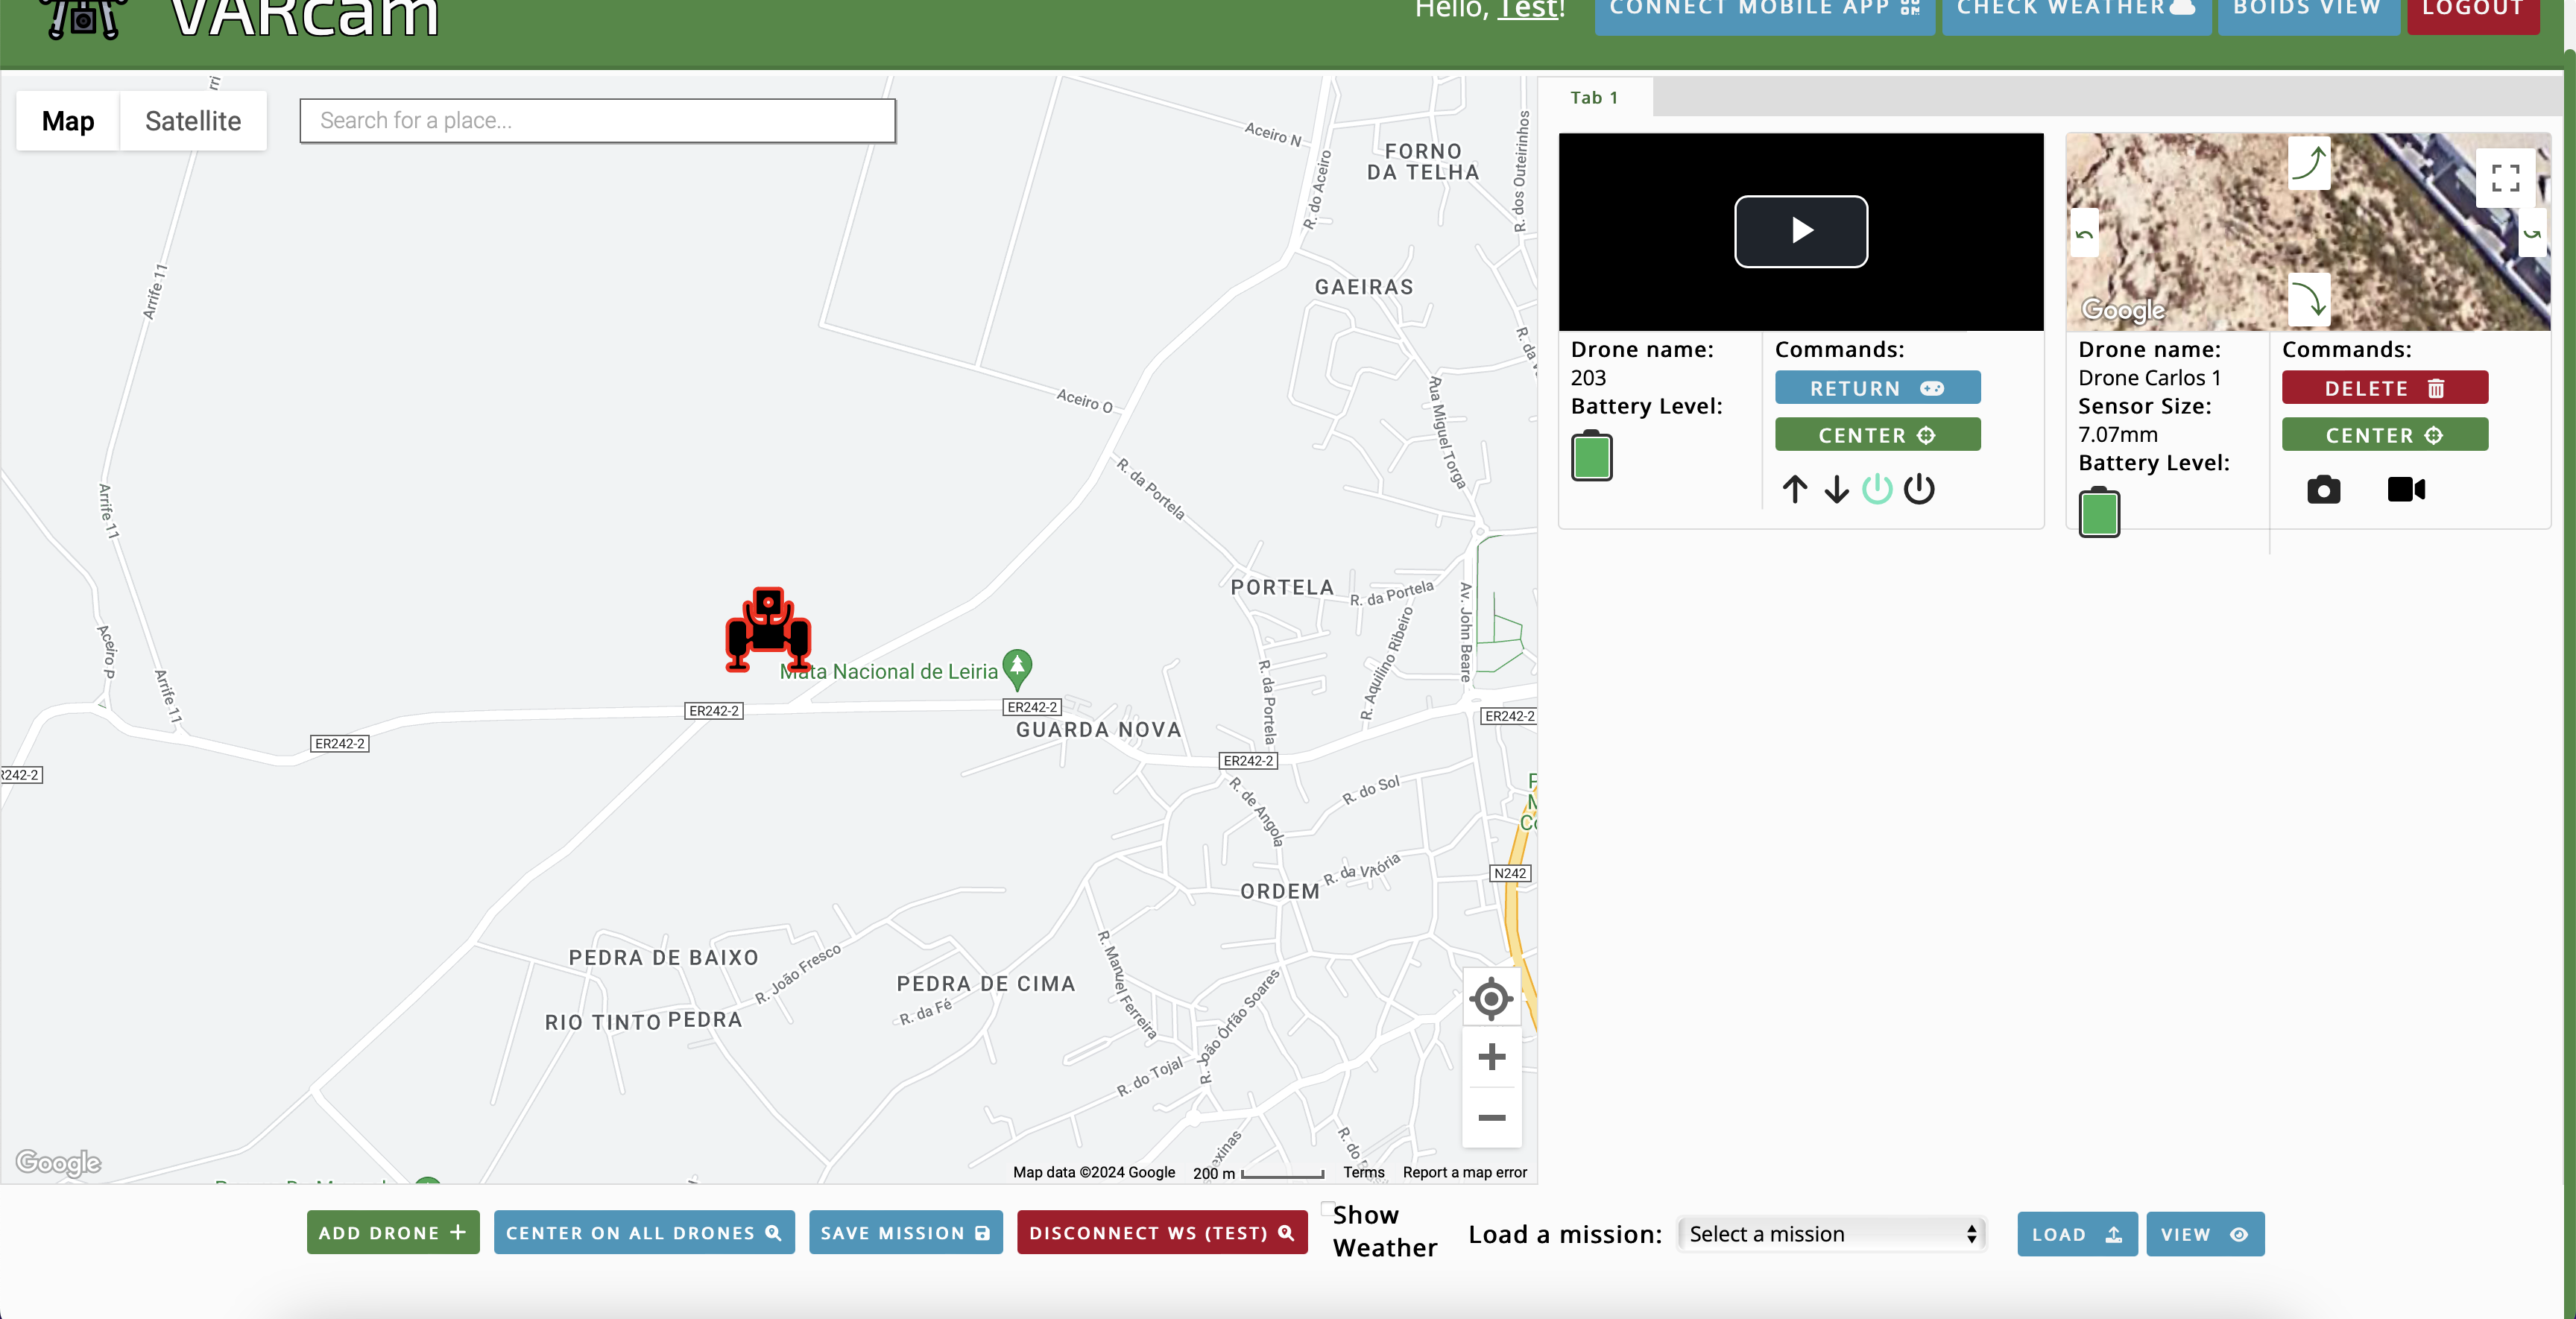 VARcam
Hello, Test!
CONNECT MOBILE APP
CHECK WEATHER
BOIDS VIEW
LOGOUT
Map
Satellite
Search for a place...
Tab 1
Aceiro N
R. do Aceiro
FORNO
DA TELHA
R. dos Outeirinhos
GAEIRAS
Arrife 11
Aceiro O
Rua Miguel Torga
R. da Portela
Arrife 11
Aceiro P
Arrife 11
PORTELA
R. da Portela
Av. John Beare
R. Aquilino Ribeiro
R. da Portela
Mata Nacional de Leiria
ER242-2
ER242-2
ER242-2
GUARDA NOVA
ER242-2
ER242-2
R242-2
R. do Sol
R. de Angola
R. da Vitória
N242
ORDEM
PEDRA DE BAIXO
R. João Fresco
PEDRA DE CIMA
R. da Fé
R. Manuel Ferreira
R. João Órfão Soares
RIO TINTO
PEDRA
R. do Tojal
Google
Map data ©2024 Google
200 m
Terms
Report a map error
Drone name:
203
Battery Level:
Commands:
RETURN
CENTER
Google
Drone name:
Drone Carlos 1
Sensor Size:
7.07mm
Battery Level:
Commands:
DELETE
CENTER
ADD DRONE
CENTER ON ALL DRONES
SAVE MISSION
DISCONNECT WS (TEST)
Show
Weather
Load a mission:
Select a mission
LOAD
VIEW